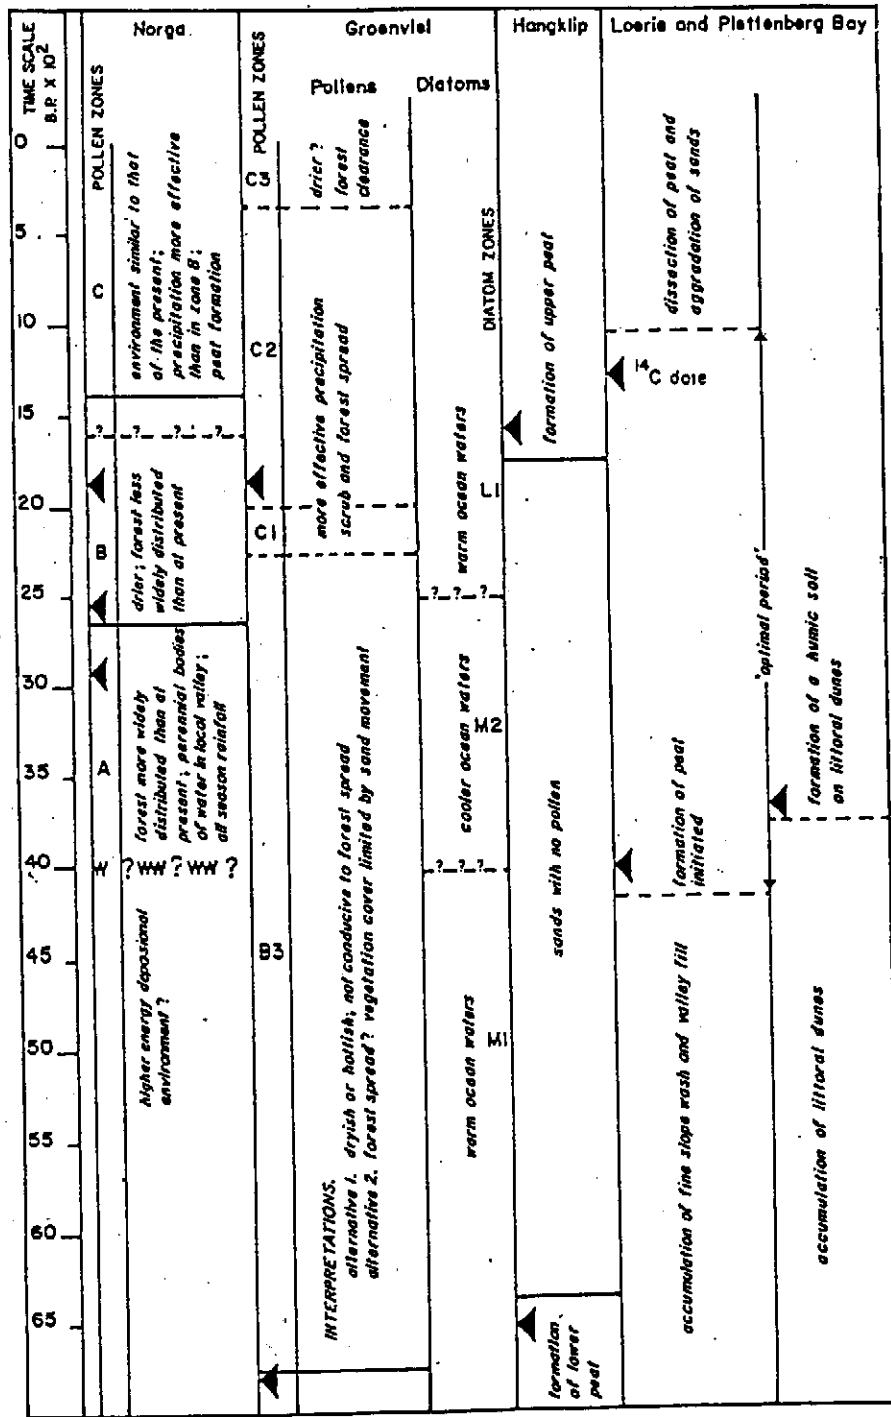 TIME SCALE
B.P. X 10²
0
5
10
15
20
25
30
35
40
45
50
55
60
65
Norga
POLLEN ZONES
C
environment similar to that
of the present;
precipitation more effective
than in zone B;
peat formation
? ? ? ?
B
drier; forest less
widely distributed
than at present
A
forest more widely
distributed than at
present; perennial bodies
of water in local valley;
all season rainfall
W ? WW ? WW ?
higher energy deposional
environment ?
Groenvlei
POLLEN ZONES
Pollens
C3
drier ?
forest
clearance
C2
more effective precipitation
scrub and forest spread
C1
B3
INTERPRETATIONS.
alternative 1. dryish or hottish; not conducive to forest spread
alternative 2. forest spread ? vegetation cover limited by sand movement
Diatoms
DIATOM ZONES
L1
warm ocean waters
? ? ?
M2
cooler ocean waters
? ? ?
M1
warm ocean waters
Hangklip
formation of upper peat
sands with no pollen
formation
of lower
peat
Loerie and Plettenberg Bay
dissection of peat and
aggradation of sands
¹⁴C date
formation of peat
initiated
accumulation of fine slope wash and valley fill
"optimal period"
formation of a humic soil
on littoral dunes
accumulation of littoral dunes